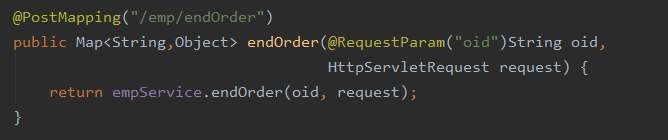 @PostMapping("/emp/endOrder")
public Map<String,Object> endOrder(@RequestParam("oid")String oid,
HttpServletRequest request) {
return empService.endOrder(oid, request);
}